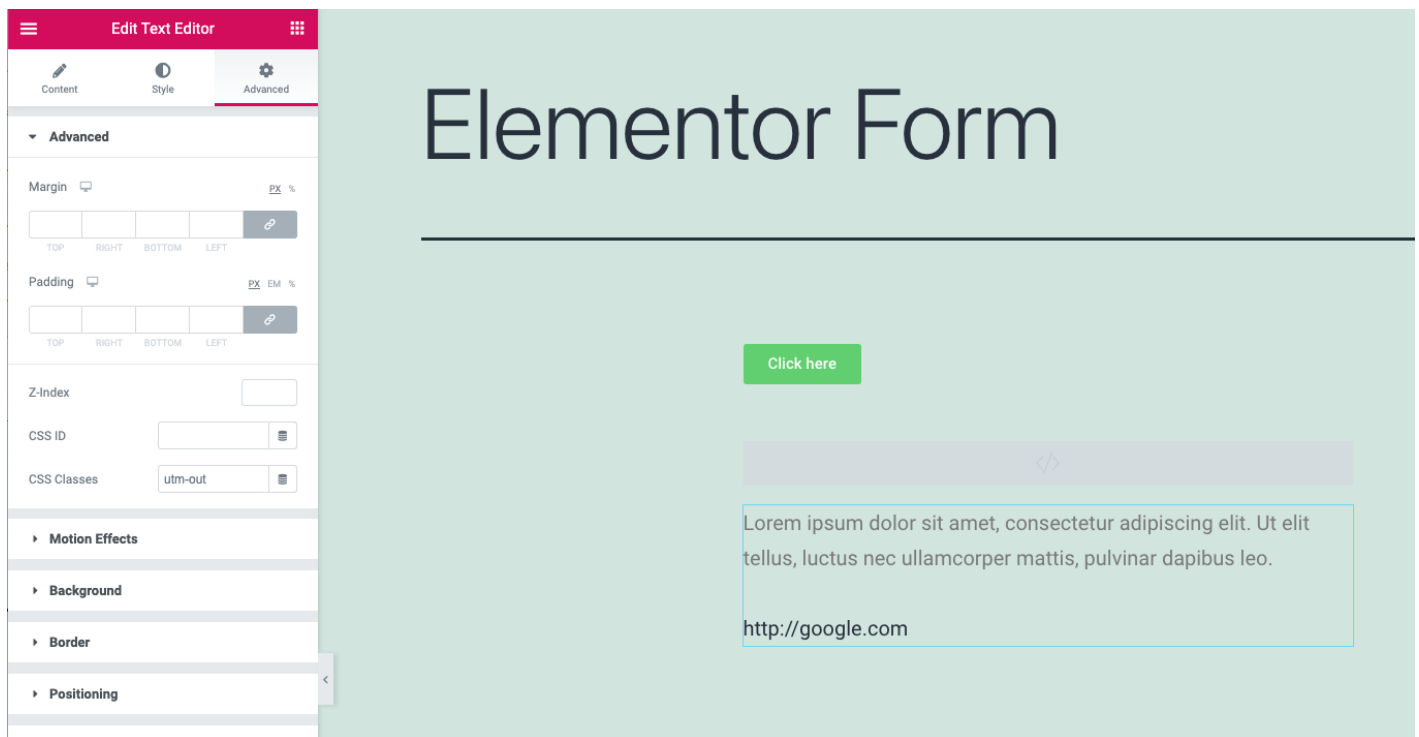 Edit Text Editor
Content
Style
Advanced
Advanced
Margin
PX %
TOP RIGHT BOTTOM LEFT
Padding
PX EM %
TOP RIGHT BOTTOM LEFT
Z-Index
CSS ID
CSS Classes
utm-out
Motion Effects
Background
Border
Positioning
Elementor Form
Click here
</>
Lorem ipsum dolor sit amet, consectetur adipiscing elit. Ut elit
tellus, luctus nec ullamcorper mattis, pulvinar dapibus leo.
http://google.com